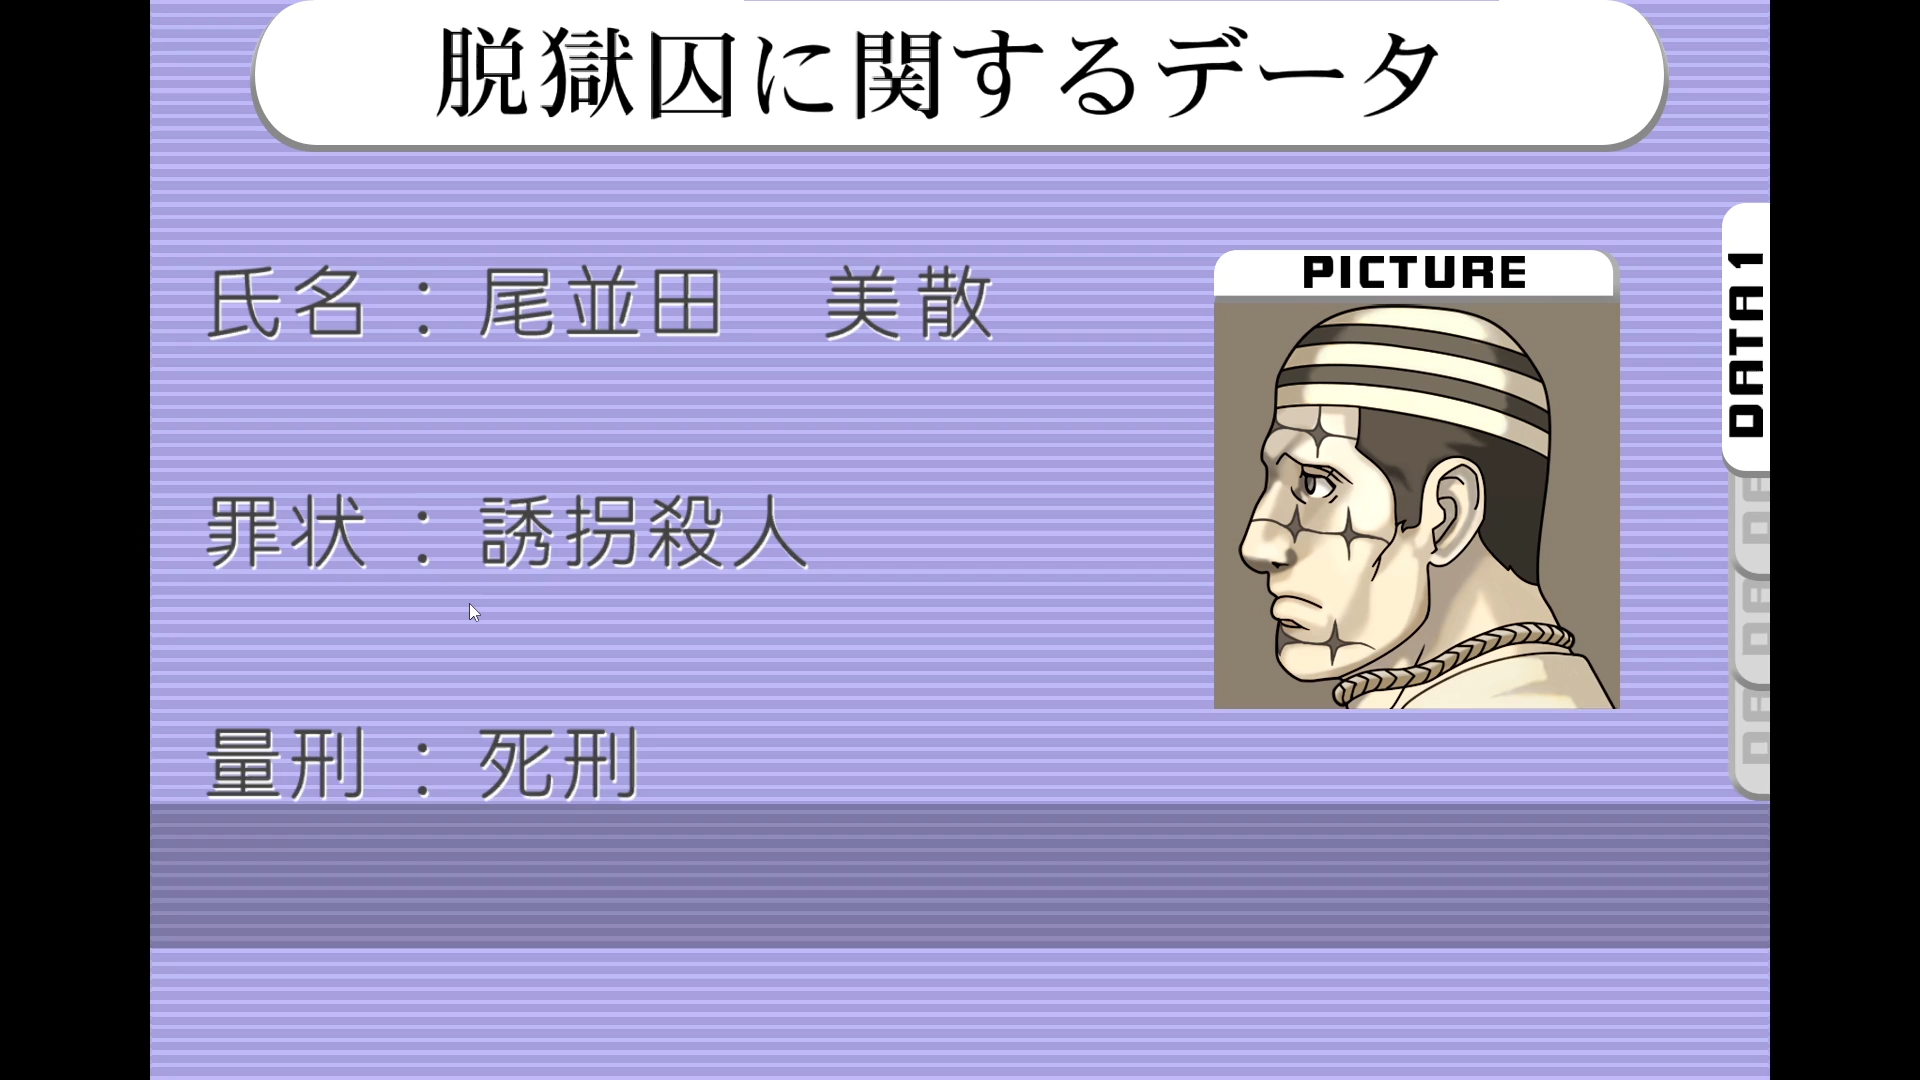 脱獄囚に関するデータ
氏名：尾並田　美散
PICTURE
罪状：誘拐殺人
量刑：死刑
DATA 1